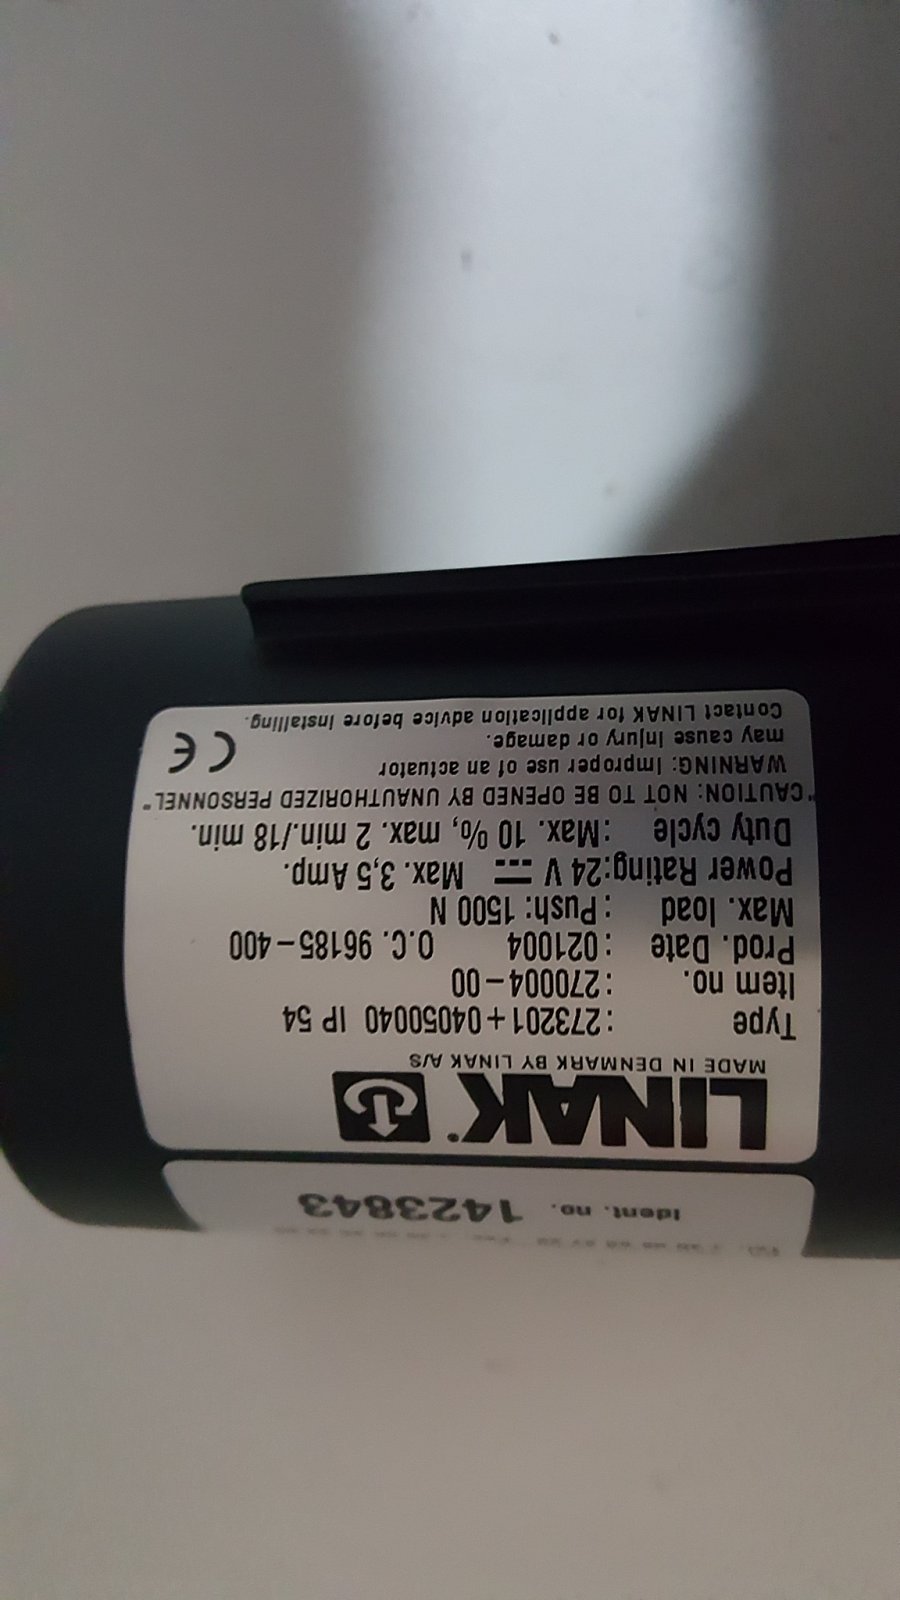 Ident. no. 1423843
LINAK®
MADE IN DENMARK BY LINAK A/S
Type : 273201+04050040 IP 54
Item no. : 270004-00
Prod. Date : 021004 O.C. 96185-400
Max. load : Push: 1500 N
Power Rating: 24 V Max. 3,5 Amp.
Duty cycle : Max. 10 %, max. 2 min./18 min.
"CAUTION: NOT TO BE OPENED BY UNAUTHORIZED PERSONNEL"
WARNING: Improper use of an actuator
may cause injury or damage. CE
Contact LINAK for application advice before installing.